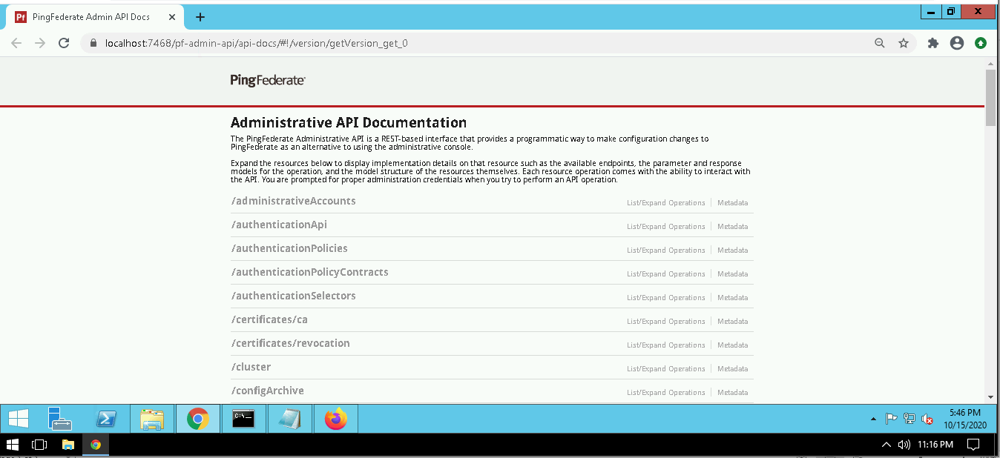 Pf PingFederate Admin API Docs
localhost:7468/pf-admin-api/api-docs/#!/version/getVersion_get_0
PingFederate
Administrative API Documentation
The PingFederate Administrative API is a REST-based interface that provides a programmatic way to make configuration changes to
PingFederate as an alternative to using the administrative console.
Expand the resources below to display implementation details on that resource such as the available endpoints, the parameter and response
models for the operation, and the model structure of the resources themselves. Each resource operation comes with the ability to interact with
the API. You are prompted for proper administration credentials when you try to perform an API operation.
/administrativeAccounts List/Expand Operations Metadata
/authenticationApi List/Expand Operations Metadata
/authenticationPolicies List/Expand Operations Metadata
/authenticationPolicyContracts List/Expand Operations Metadata
/authenticationSelectors List/Expand Operations Metadata
/certificates/ca List/Expand Operations Metadata
/certificates/revocation List/Expand Operations Metadata
/cluster List/Expand Operations Metadata
/configArchive List/Expand Operations Metadata
5:46 PM
10/15/2020
11:16 PM